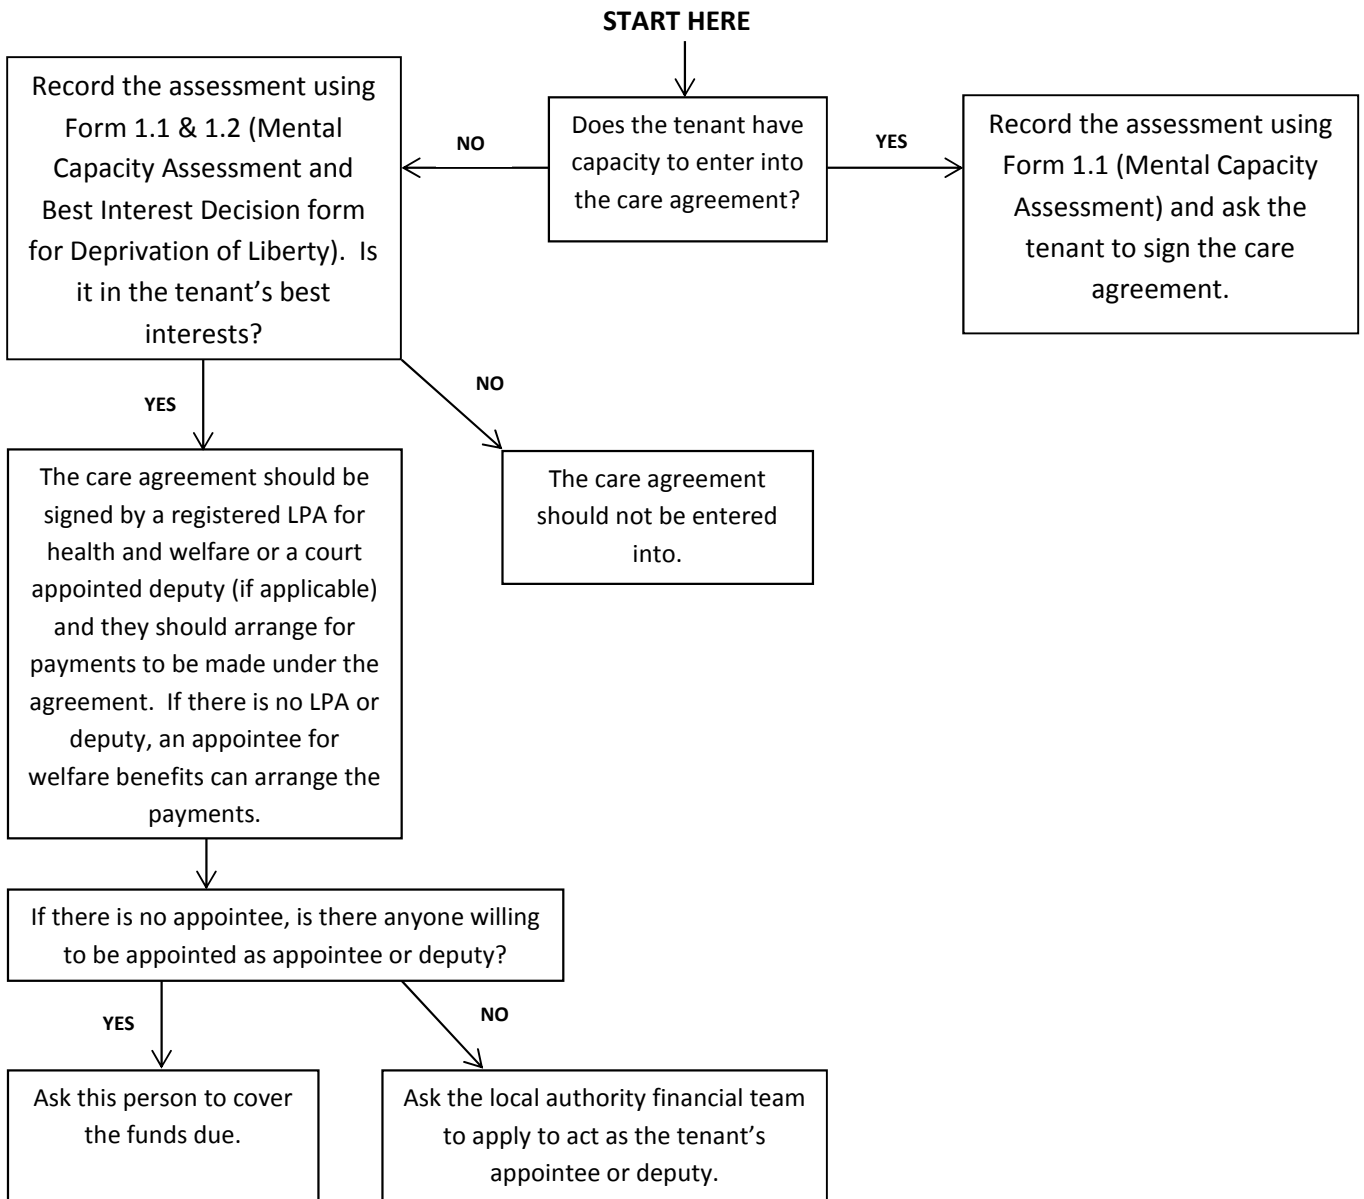 START HERE
Does the tenant have
capacity to enter into
the care agreement?
NO
YES
Record the assessment using
Form 1.1 & 1.2 (Mental
Capacity Assessment and
Best Interest Decision form
for Deprivation of Liberty).  Is
it in the tenant’s best
interests?
Record the assessment using
Form 1.1 (Mental Capacity
Assessment) and ask the
tenant to sign the care
agreement.
YES
NO
The care agreement should be
signed by a registered LPA for
health and welfare or a court
appointed deputy (if applicable)
and they should arrange for
payments to be made under the
agreement.  If there is no LPA or
deputy, an appointee for
welfare benefits can arrange the
payments.
The care agreement
should not be entered
into.
If there is no appointee, is there anyone willing
to be appointed as appointee or deputy?
YES
NO
Ask this person to cover
the funds due.
Ask the local authority financial team
to apply to act as the tenant’s
appointee or deputy.